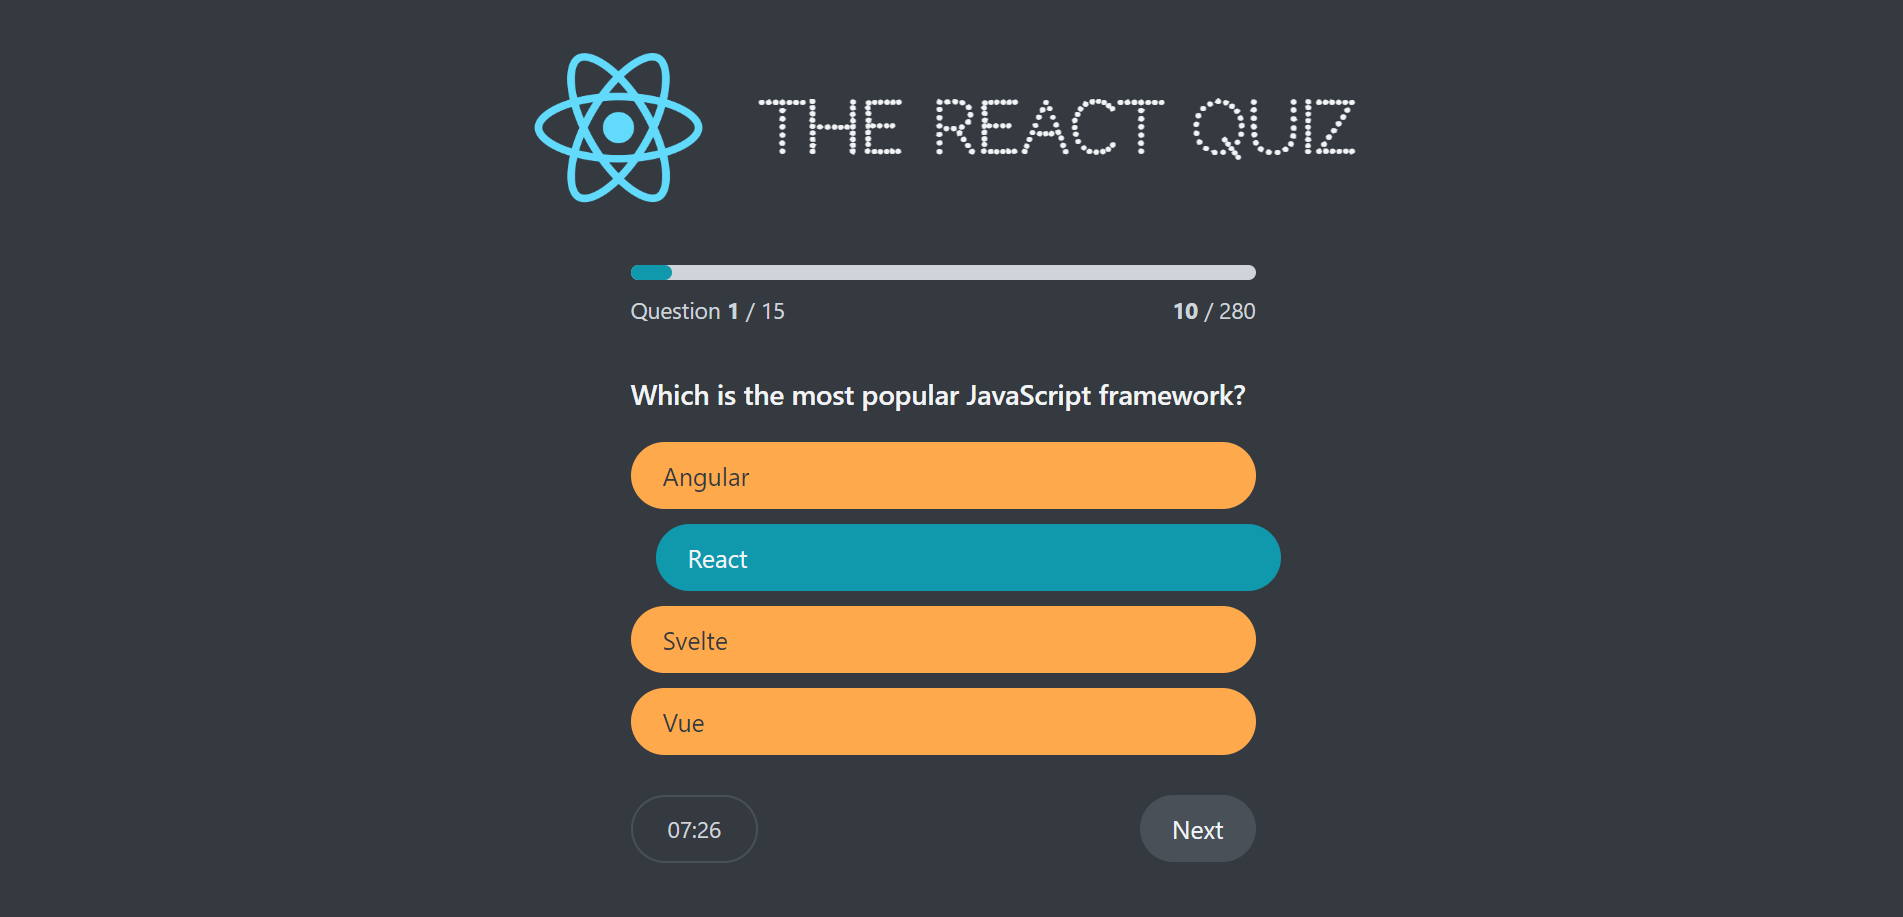 THE REACT QUIZ
Question 1 / 15
10 / 280
Which is the most popular JavaScript framework?
Angular
React
Svelte
Vue
07:26
Next